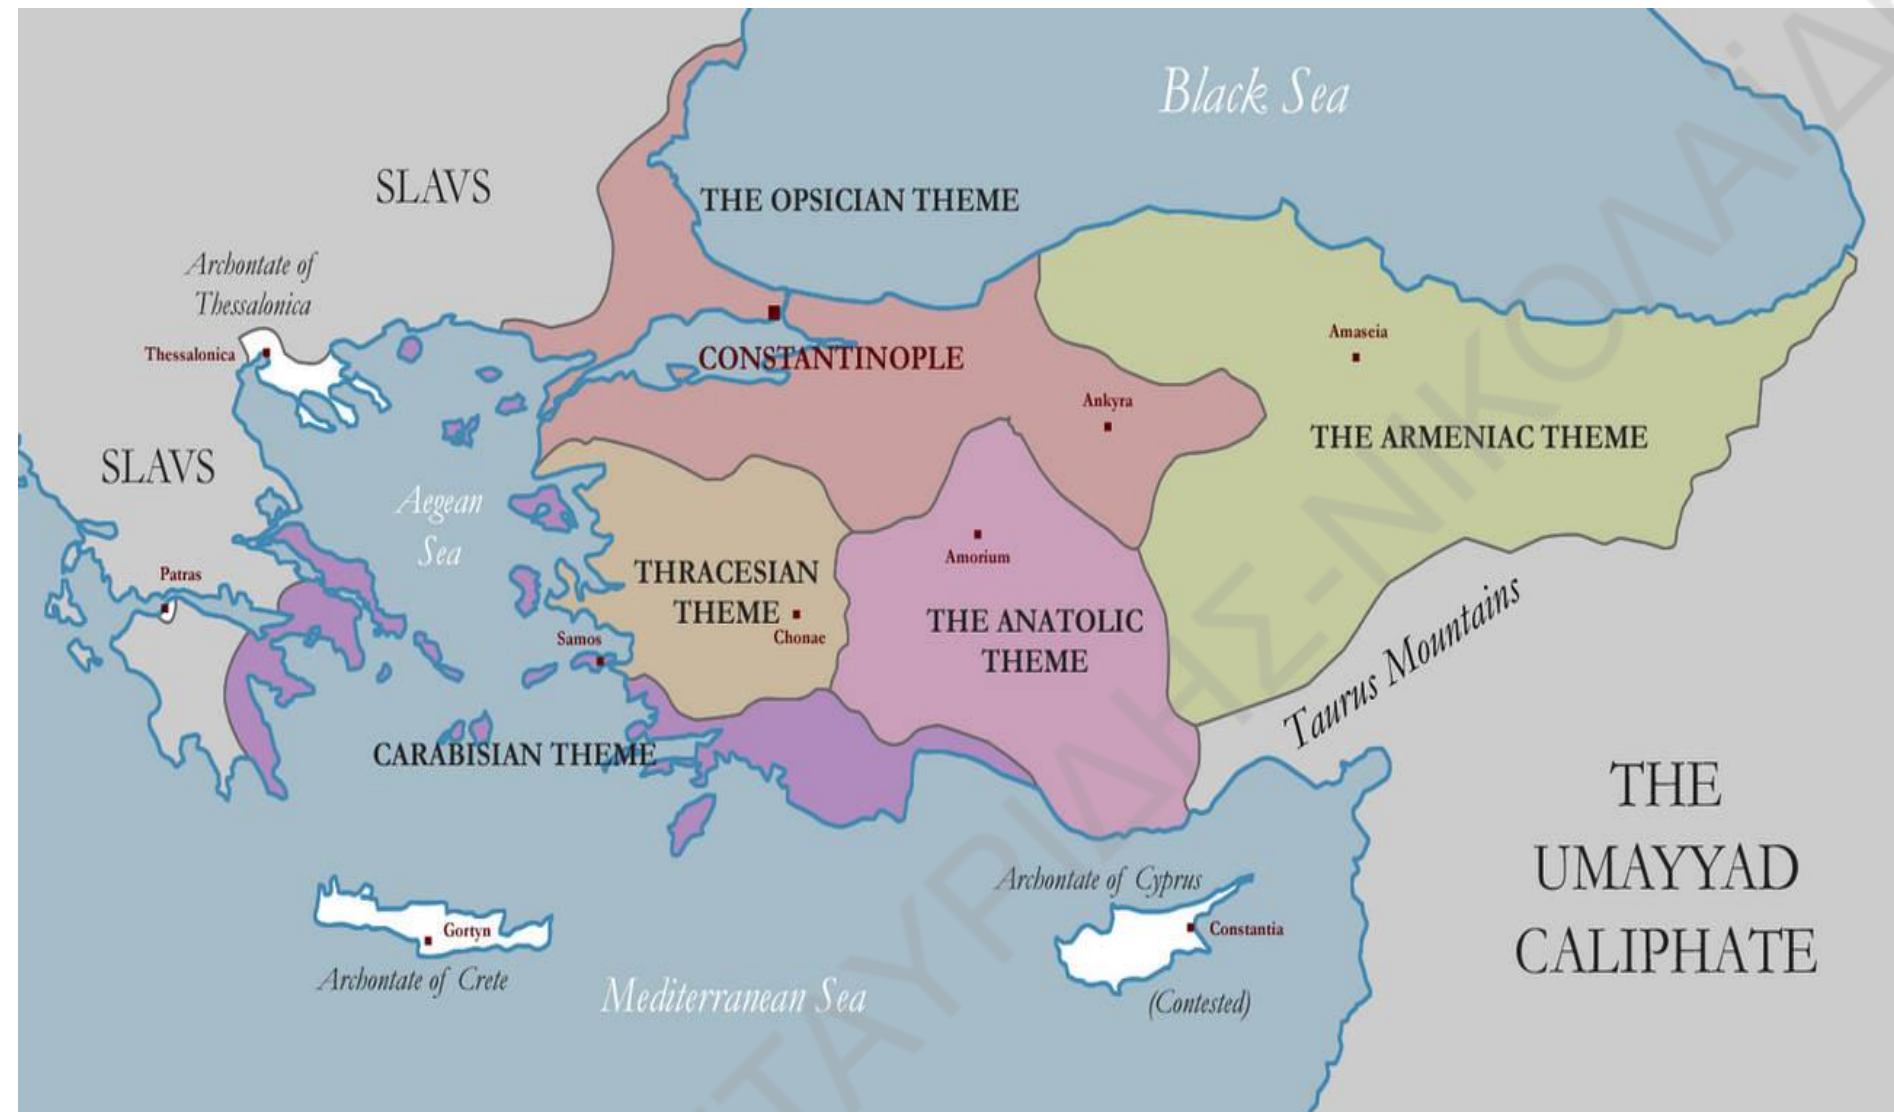 Black Sea
SLAVS
THE OPSICIAN THEME
Archontate of
Thessalonica
Thessalonica
CONSTANTINOPLE
Amaseia
Ankyra
THE ARMENIAC THEME
SLAVS
Aegean
Sea
Amorium
Patras
THRACESIAN
THEME
Chonae
THE ANATOLIC
THEME
Samos
Taurus Mountains
CARABISIAN THEME
THE
UMAYYAD
CALIPHATE
Archontate of Cyprus
Constantia
(Contested)
Gortyn
Archontate of Crete
Mediterranean Sea
ΤΑΥΡΙΔΗΣ-ΝΙΚΟΛΑΪΔ